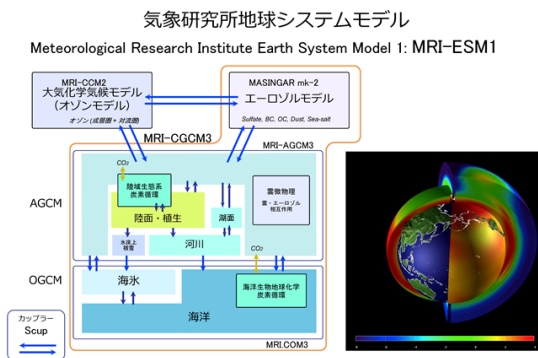 気象研究所地球システムモデル
Meteorological Research Institute Earth System Model 1: MRI-ESM1
MRI-CCM2
大気化学気候モデル
（オゾンモデル）
オゾン(成層圏 + 対流圏)
MASINGAR mk-2
エーロゾルモデル
Sulfate, BC, OC, Dust, Sea-salt
MRI-CGCM3
MRI-AGCM3
CO2
陸域生態系
炭素循環
雲微物理
雲・エーロゾル
相互作用
AGCM
陸面・植生
湖面
氷床上
積雪
河川
CO2
OGCM
海氷
海洋生物地球化学
炭素循環
海洋
カップラー
Scup
MRI.COM3